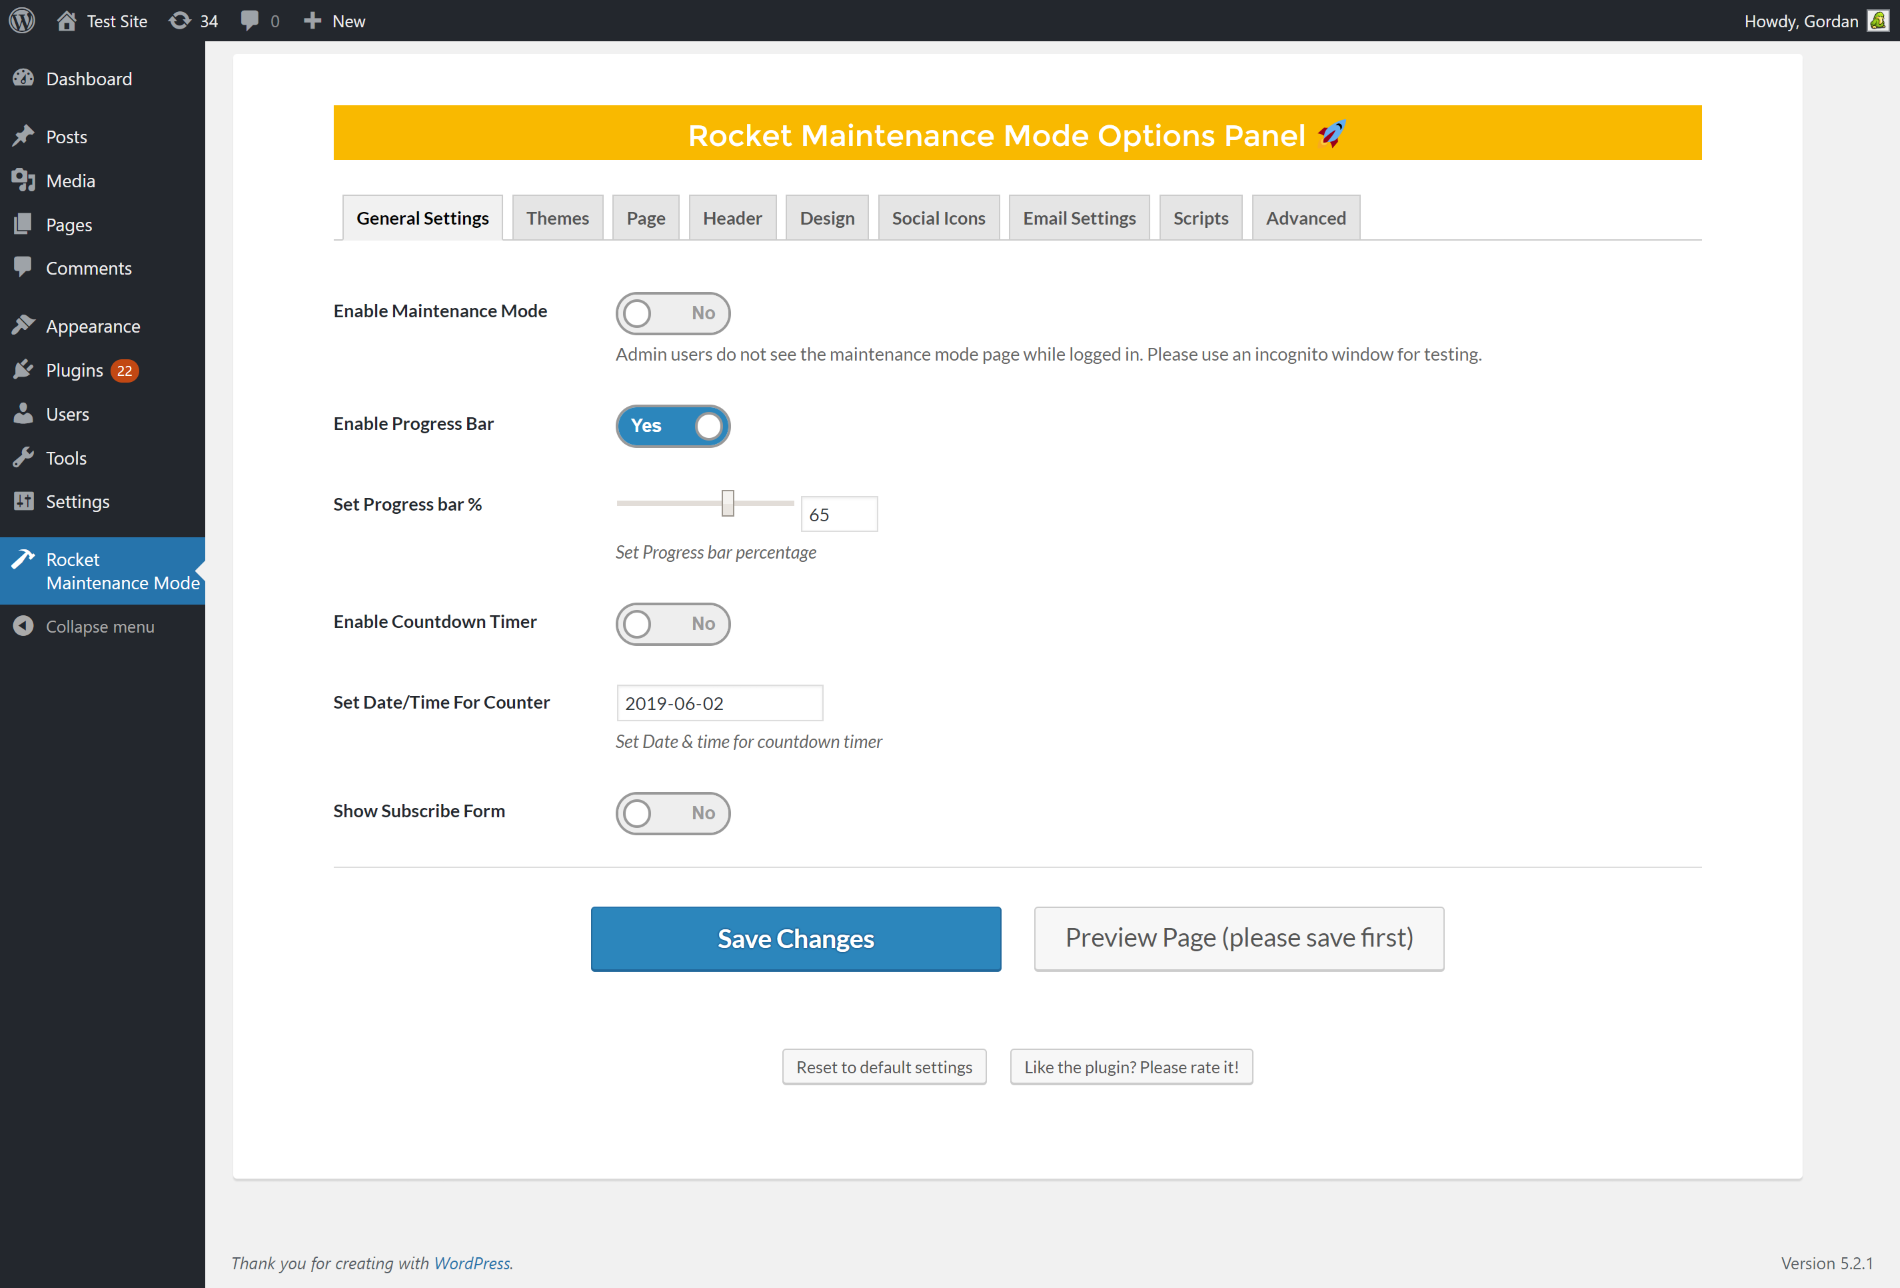 Test Site 34 0 New Howdy, Gordan
Dashboard
Posts
Media
Pages
Comments
Appearance
Plugins 22
Users
Tools
Settings
Rocket
Maintenance Mode
Collapse menu
Rocket Maintenance Mode Options Panel
General Settings Themes Page Header Design Social Icons Email Settings Scripts Advanced
Enable Maintenance Mode No
Admin users do not see the maintenance mode page while logged in. Please use an incognito window for testing.
Enable Progress Bar Yes
Set Progress bar % 65
Set Progress bar percentage
Enable Countdown Timer No
Set Date/Time For Counter 2019-06-02
Set Date & time for countdown timer
Show Subscribe Form No
Save Changes Preview Page (please save first)
Reset to default settings Like the plugin? Please rate it!
Thank you for creating with WordPress. Version 5.2.1